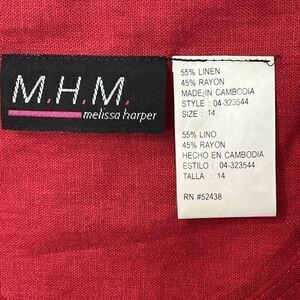 M.H.M.
melissa harper
55% LINEN
45% RAYON
MADE IN CAMBODIA
STYLE : 04-323544
SIZE : 14
55% LINO
45% RAYON
HECHO EN CAMBODIA
ESTILO : 04-323544
TALLA : 14
RN #52438